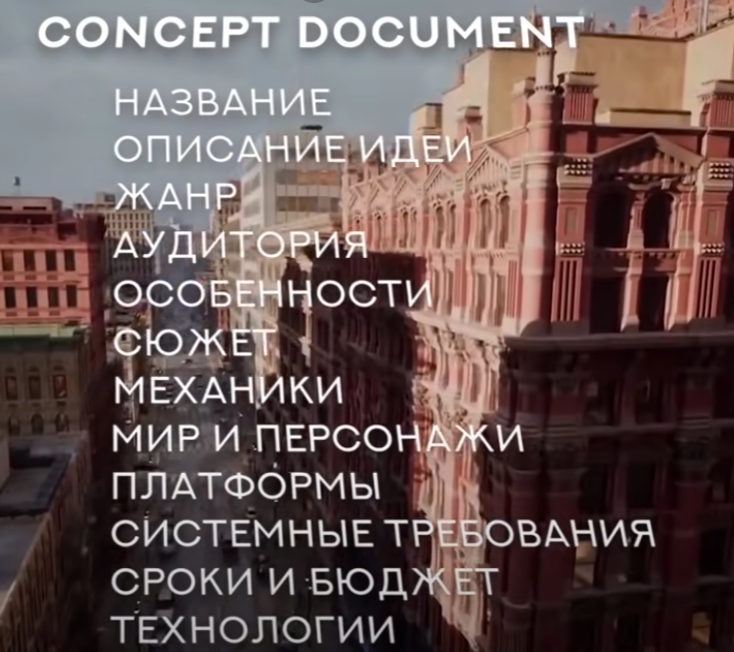 CONCEPT DOCUMENT
НАЗВАНИЕ
ОПИСАНИЕ ИДЕИ
ЖАНР
АУДИТОРИЯ
ОСОБЕННОСТИ
СЮЖЕТ
МЕХАНИКИ
МИР И ПЕРСОНАЖИ
ПЛАТФОРМЫ
СИСТЕМНЫЕ ТРЕБОВАНИЯ
СРОКИ И БЮДЖЕТ
ТЕХНОЛОГИИ